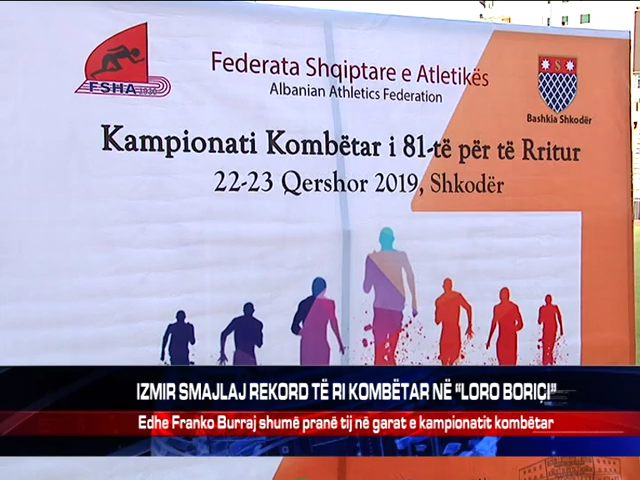 FSHA 1930
Federata Shqiptare e Atletikës
Albanian Athletics Federation
Bashkia Shkodër
Kampionati Kombëtar i 81-të për të Rritur
22-23 Qershor 2019, Shkodër
IZMIR SMAJLAJ REKORD TË RI KOMBËTAR NË “LORO BORIÇI”
Edhe Franko Burraj shumë pranë tij në garat e kampionatit kombëtar